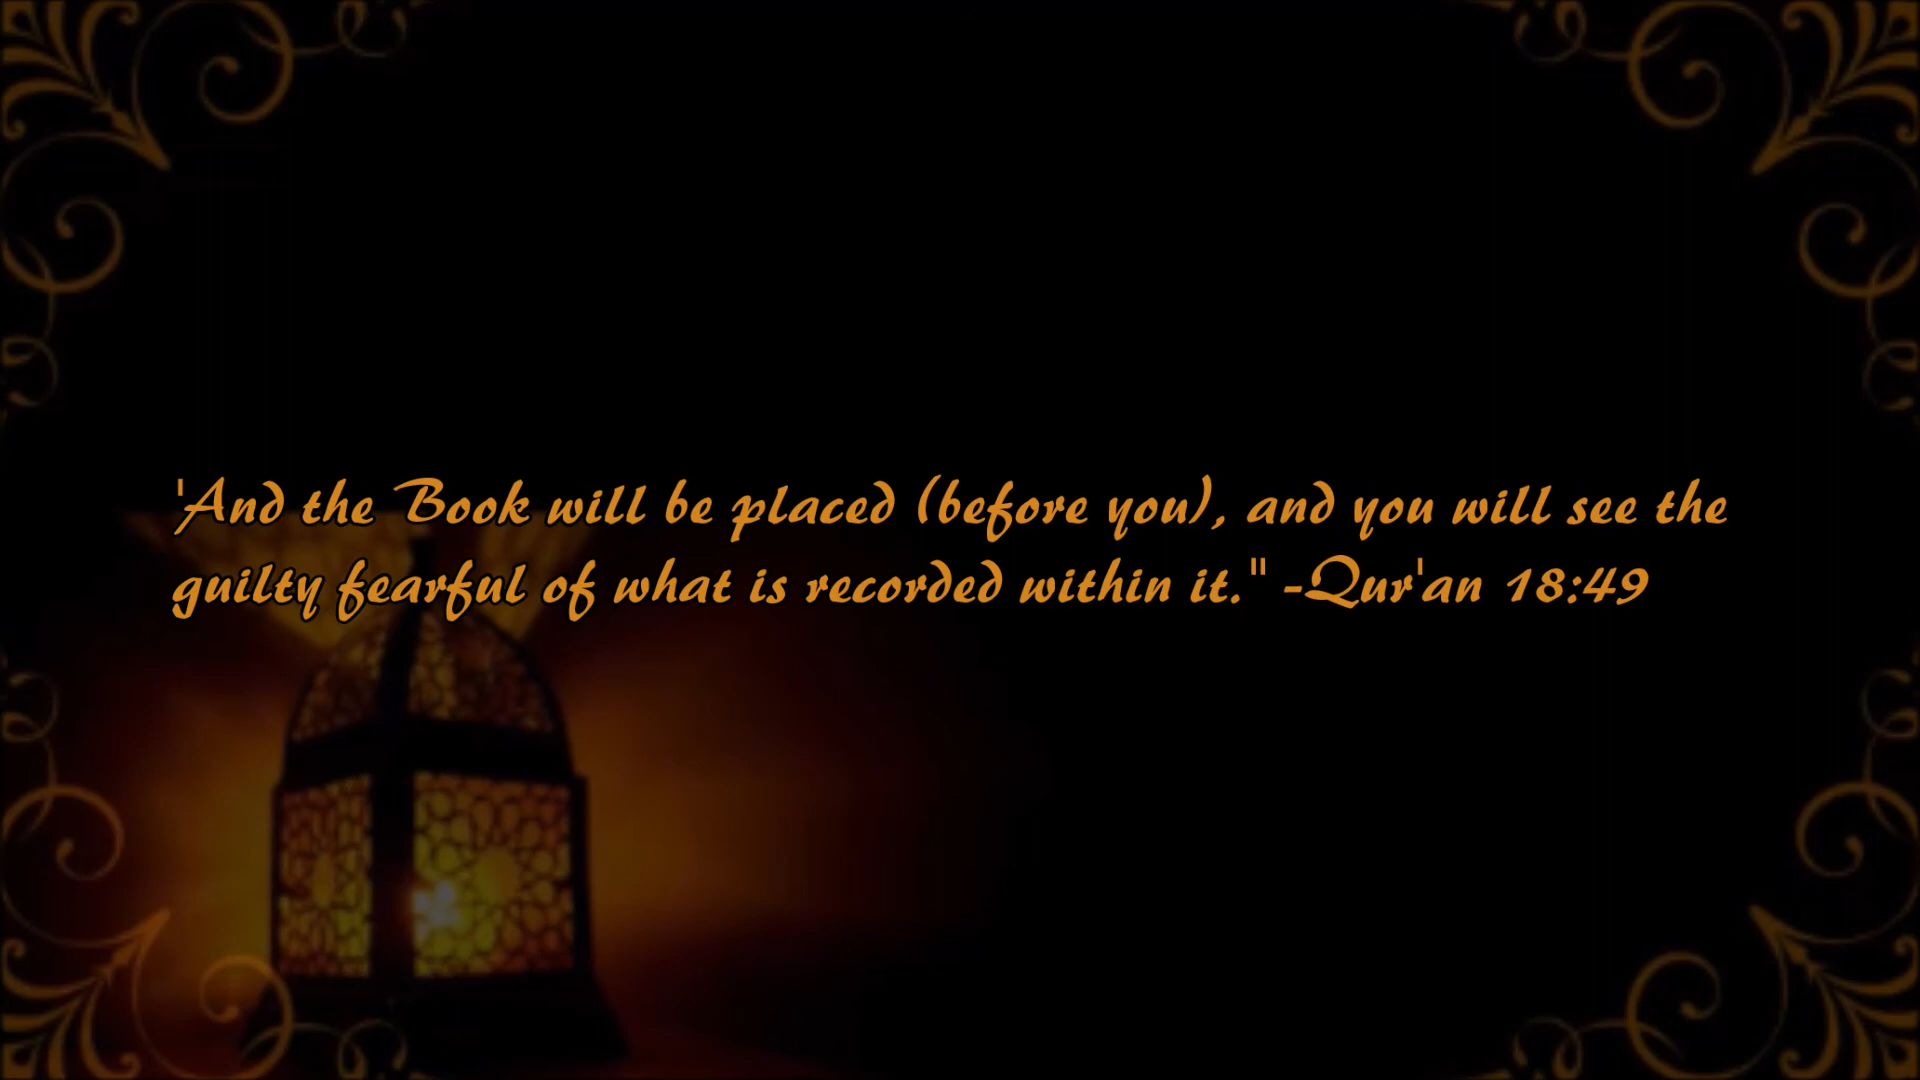 'And the Book will be placed (before you), and you will see the
guilty fearful of what is recorded within it." -Qur'an 18:49